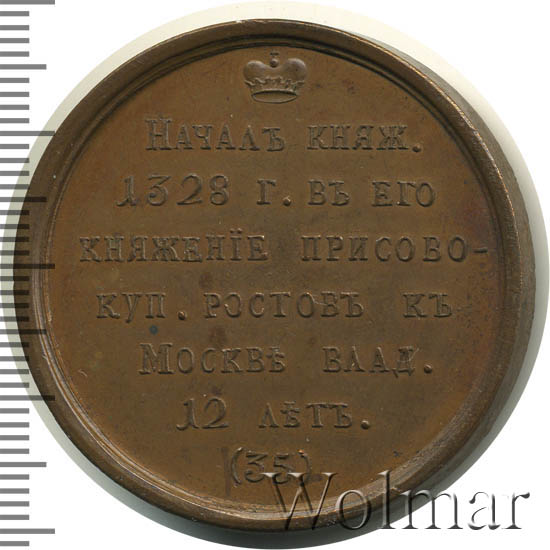 НАЧАЛЪ КНЯЖ.
1328 Г. ВЪ ЕГО
КНЯЖЕНІЕ ПРИСОВО-
КУП. РОСТОВЪ КЪ
МОСКВѢ ВЛАД.
12 ЛѢТЪ.
(35)
Wolmar